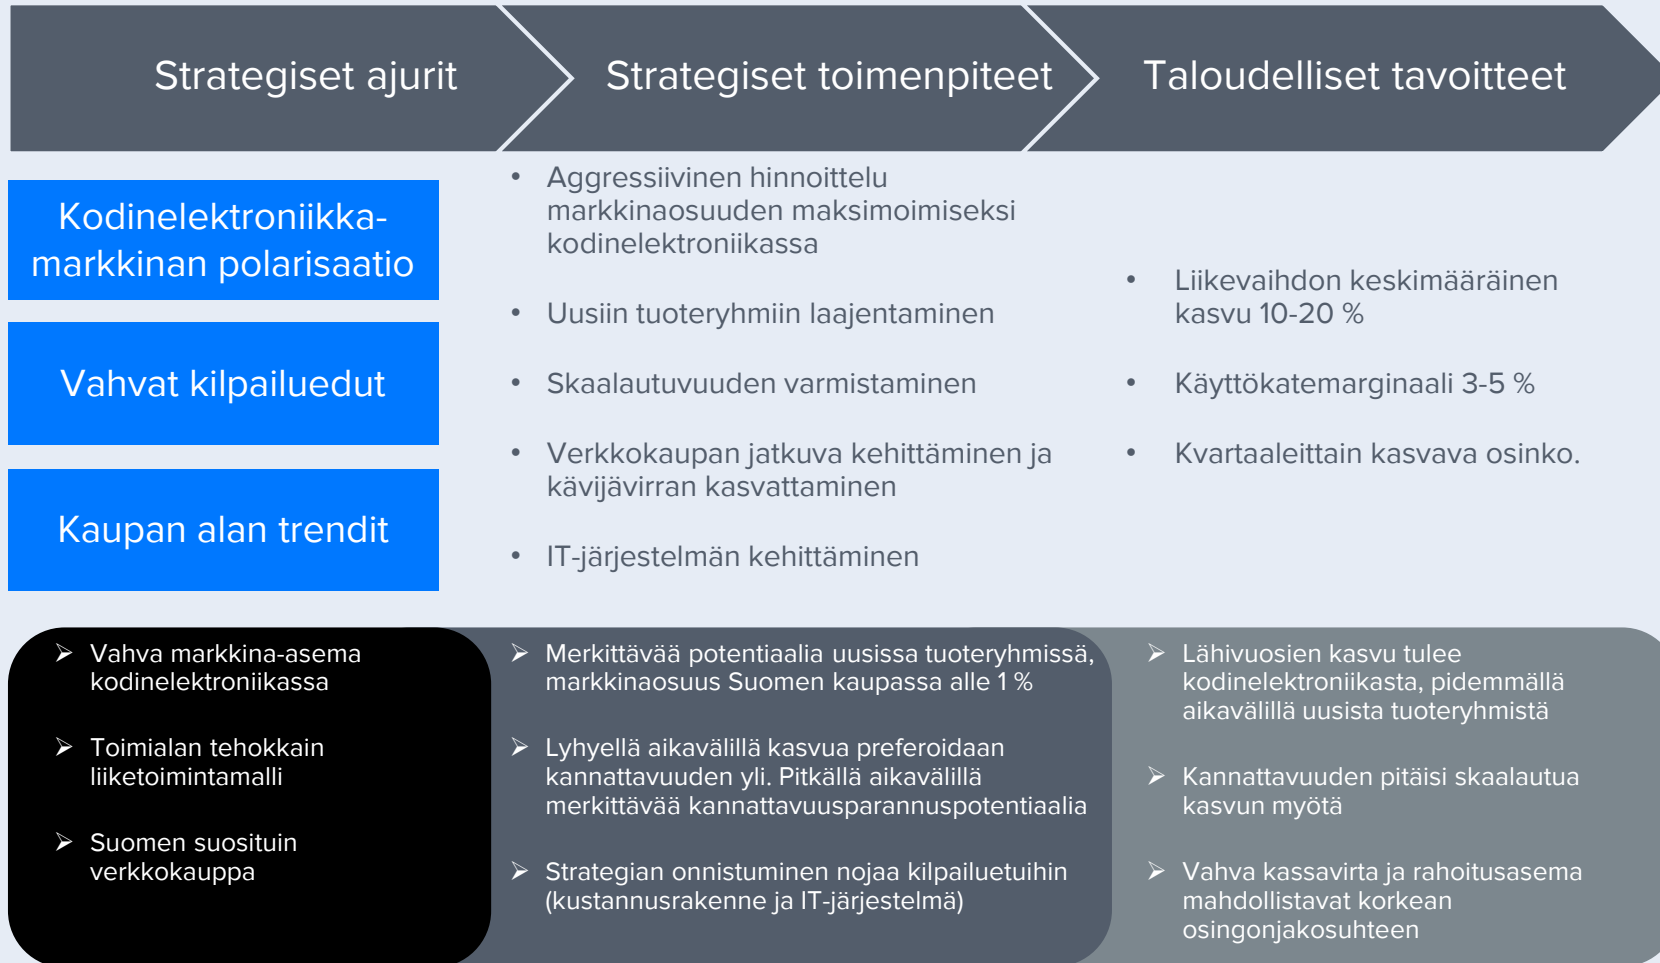 Strategiset ajurit
Strategiset toimenpiteet
Taloudelliset tavoitteet
Kodinelektroniikka-
markkinan polarisaatio
Vahvat kilpailuedut
Kaupan alan trendit
• Aggressiivinen hinnoittelu
markkinaosuuden maksimoimiseksi
kodinelektroniikassa
• Uusiin tuoteryhmiin laajentaminen
• Skaalautuvuuden varmistaminen
• Verkkokaupan jatkuva kehittäminen ja
kävijävirran kasvattaminen
• IT-järjestelmän kehittäminen
• Liikevaihdon keskimääräinen
kasvu 10-20 %
• Käyttökatemarginaali 3-5 %
• Kvartaaleittain kasvava osinko.
➢ Vahva markkina-asema
kodinelektroniikassa
➢ Toimialan tehokkain
liiketoimintamalli
➢ Suomen suosituin
verkkokauppa
➢ Merkittävää potentiaalia uusissa tuoteryhmissä,
markkinaosuus Suomen kaupassa alle 1 %
➢ Lyhyellä aikavälillä kasvua preferoidaan
kannattavuuden yli. Pitkällä aikavälillä
merkittävää kannattavuusparannuspotentiaalia
➢ Strategian onnistuminen nojaa kilpailuetuihin
(kustannusrakenne ja IT-järjestelmä)
➢ Lähivuosien kasvu tulee
kodinelektroniikasta, pidemmällä
aikavälillä uusista tuoteryhmistä
➢ Kannattavuuden pitäisi skaalautua
kasvun myötä
➢ Vahva kassavirta ja rahoitusasema
mahdollistavat korkean
osingonjakosuhteen